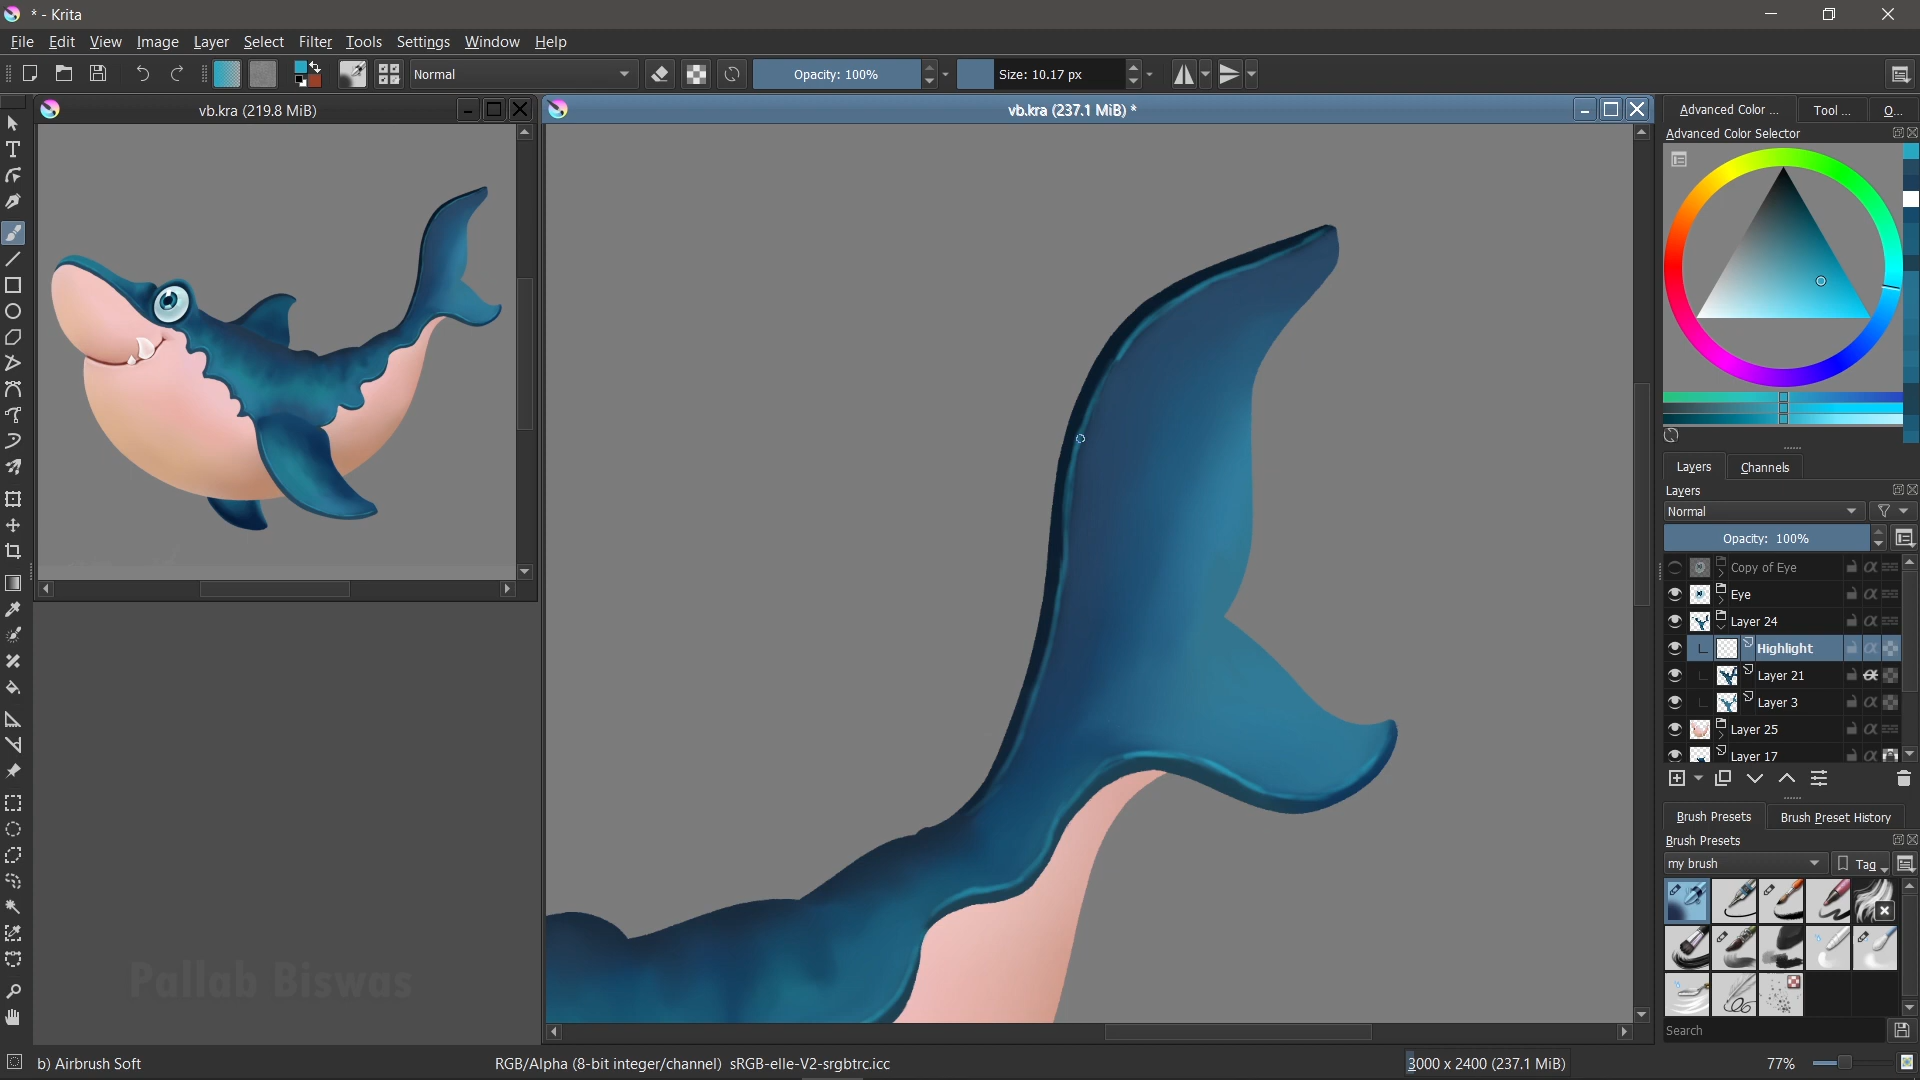 * - Krita
File Edit View Image Layer Select Filter Tools Settings Window Help
Normal
Opacity: 100%
Size: 10.17 px
vb.kra (219.8 MiB)
vb.kra (237.1 MiB) *
Advanced Color ...
Tool ...
O...
Advanced Color Selector
Layers
Channels
Layers
Normal
Opacity: 100%
Copy of Eye
Eye
Layer 24
Highlight
Layer 21
Layer 3
Layer 25
Layer 17
Brush Presets
Brush Preset History
Brush Presets
my brush
Tag
Search
Pallab Biswas
b) Airbrush Soft
RGB/Alpha (8-bit integer/channel) sRGB-elle-V2-srgbtrc.icc
3000 x 2400 (237.1 MiB)
77%